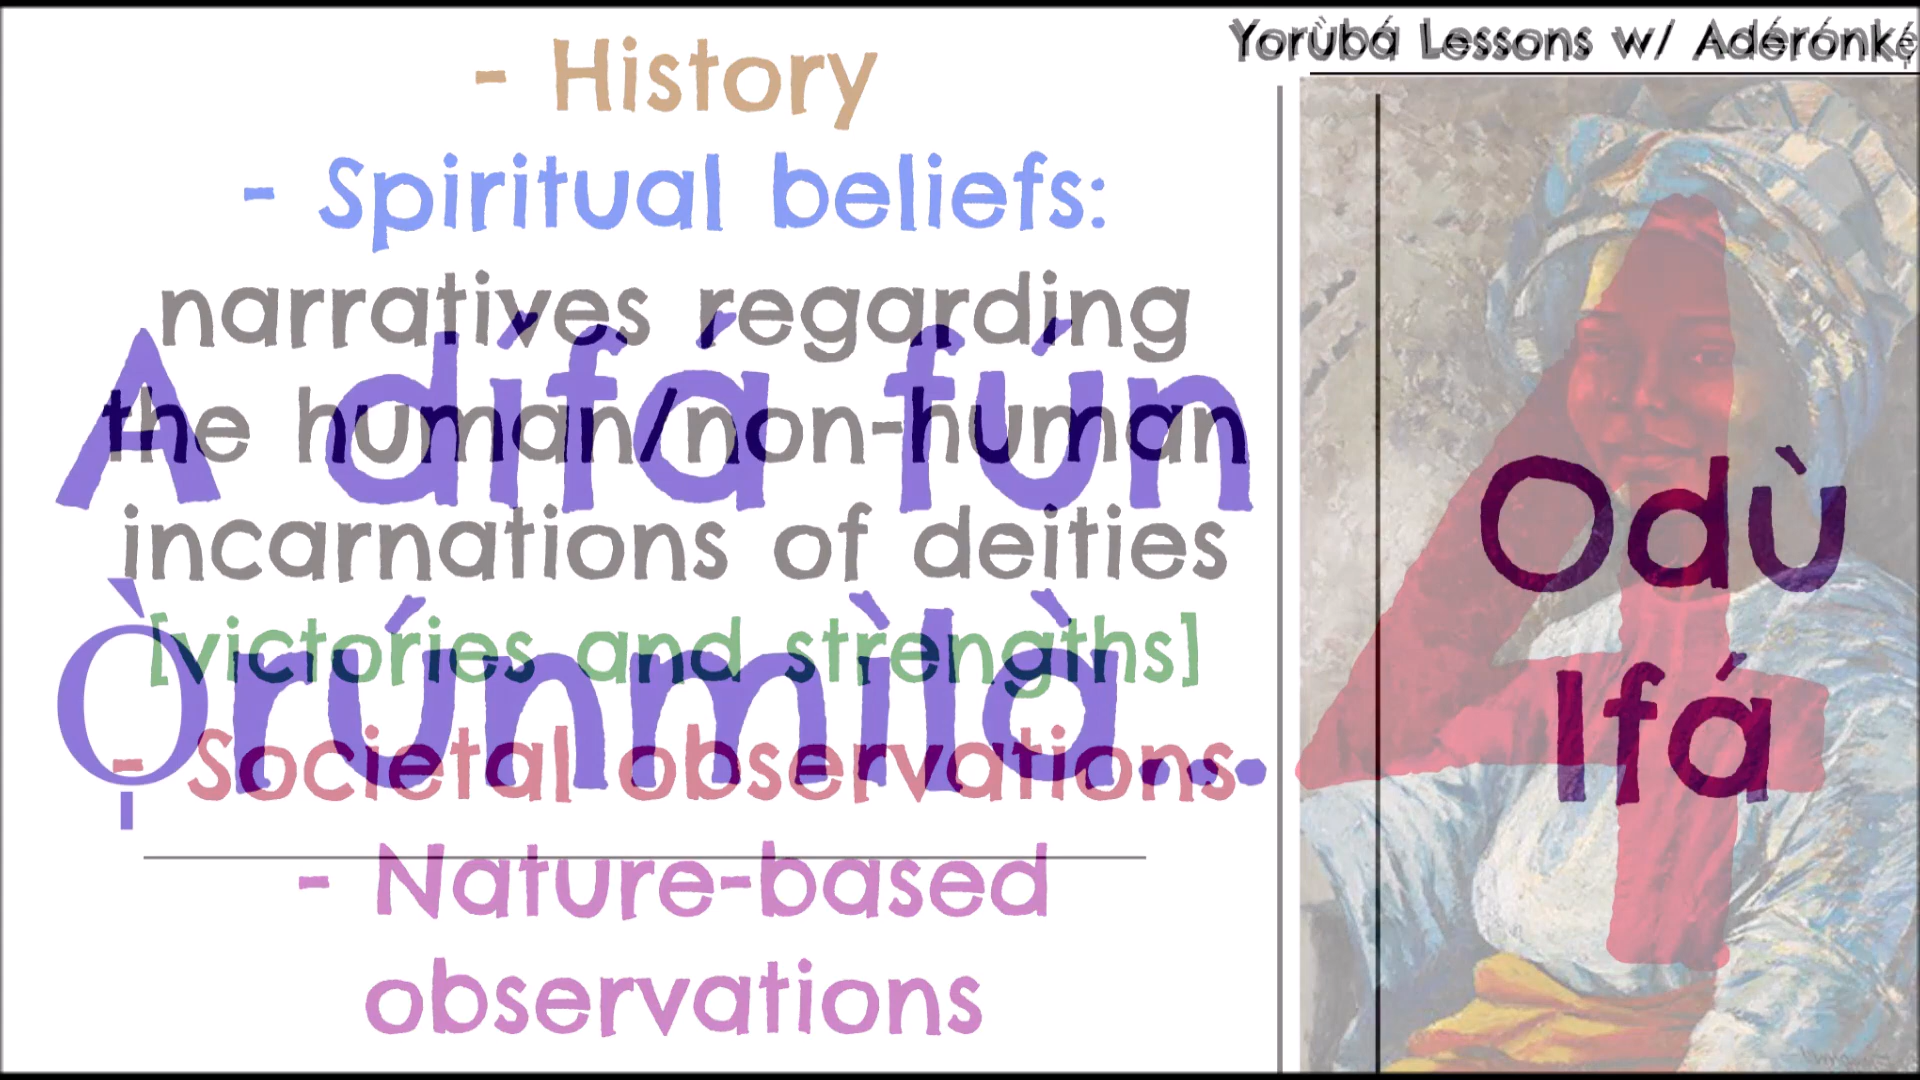 Yorùbá Lessons w/ Adérónkẹ́
- History
- Spiritual beliefs:
narratives regarding
the human/non-human
incarnations of deities
[victories and strengths]
- Societal observations
- Nature-based
observations
A dífá fún
Ọ̀rúnmìlà...
Odù
Ifá
4